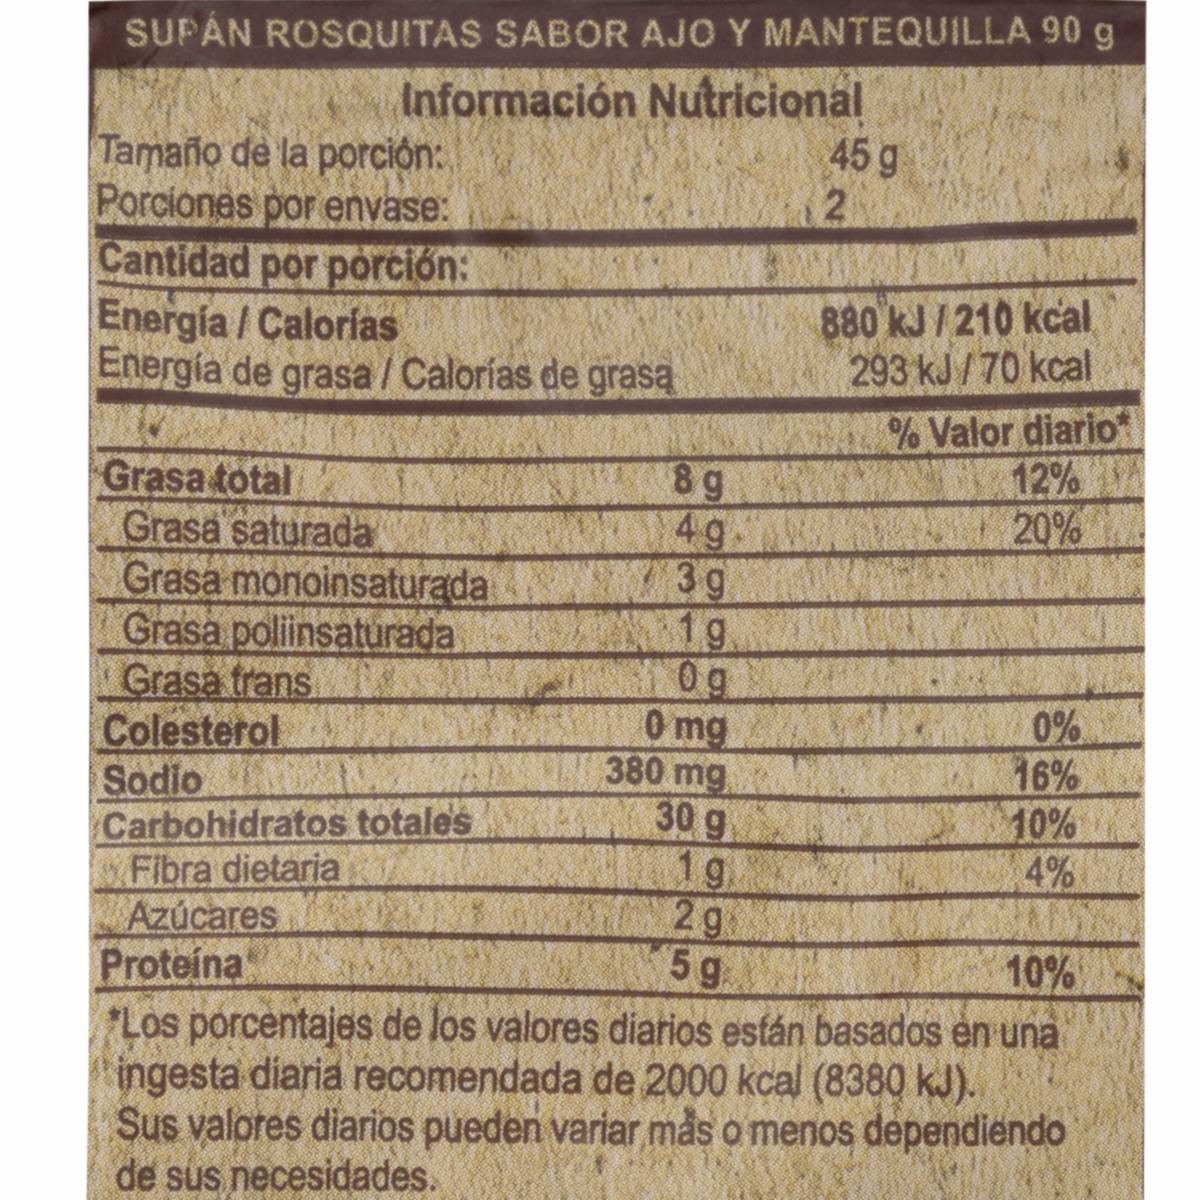 SUPÁN ROSQUITAS SABOR AJO Y MANTEQUILLA 90 g
Información Nutricional
Tamaño de la porción: 45 g
Porciones por envase: 2
Cantidad por porción:
Energía / Calorías 880 kJ / 210 kcal
Energía de grasa / Calorías de grasa 293 kJ / 70 kcal
% Valor diario*
Grasa total 8 g 12%
Grasa saturada 4 g 20%
Grasa monoinsaturada 3 g
Grasa poliinsaturada 1 g
Grasa trans 0 g
Colesterol 0 mg 0%
Sodio 380 mg 16%
Carbohidratos totales 30 g 10%
Fibra dietaria 1 g 4%
Azúcares 2 g
Proteína 5 g 10%
*Los porcentajes de los valores diarios están basados en una
ingesta diaria recomendada de 2000 kcal (8380 kJ).
Sus valores diarios pueden variar más o menos dependiendo
de sus necesidades.